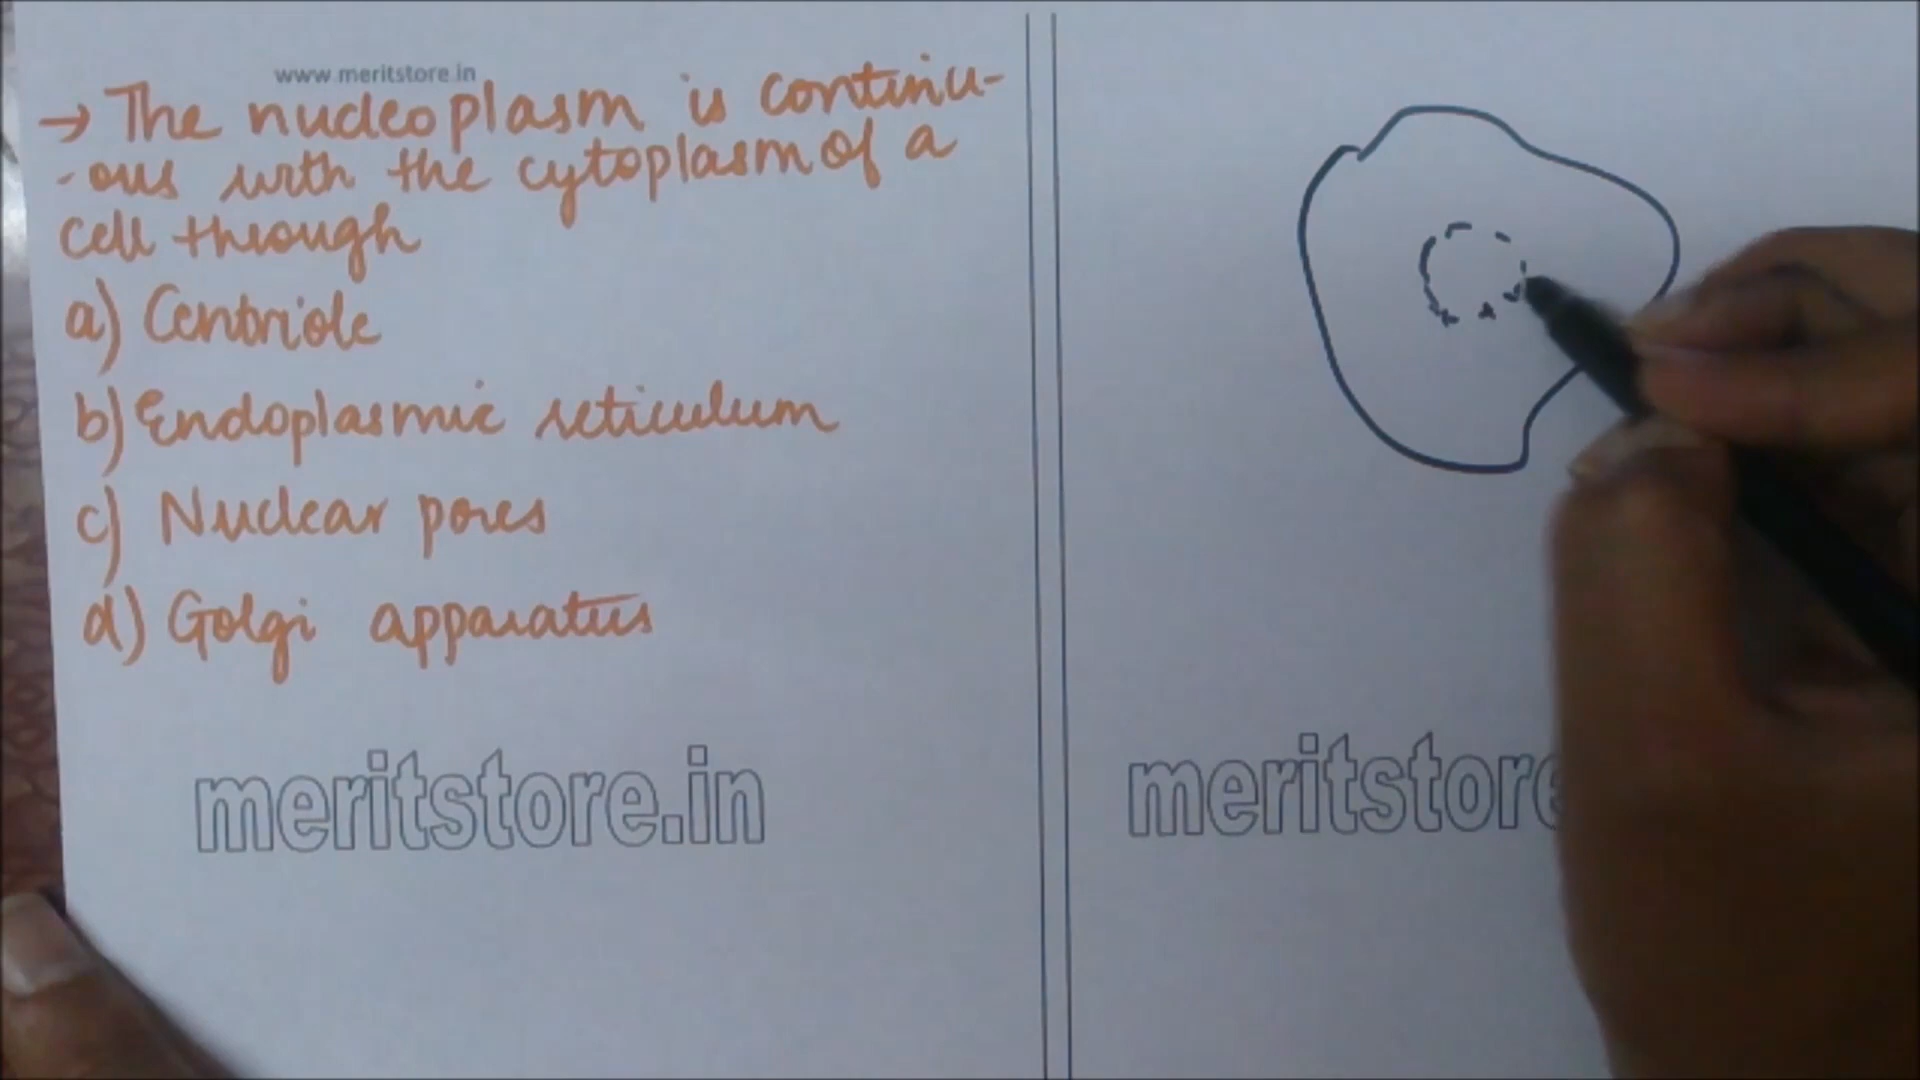 www.meritstore.in
→ The nucleoplasm is continu-
-ous with the cytoplasm of a
cell through
a) Centriole
b) Endoplasmic reticulum
c) Nuclear pores
d) Golgi apparatus
meritstore.in
meritstore